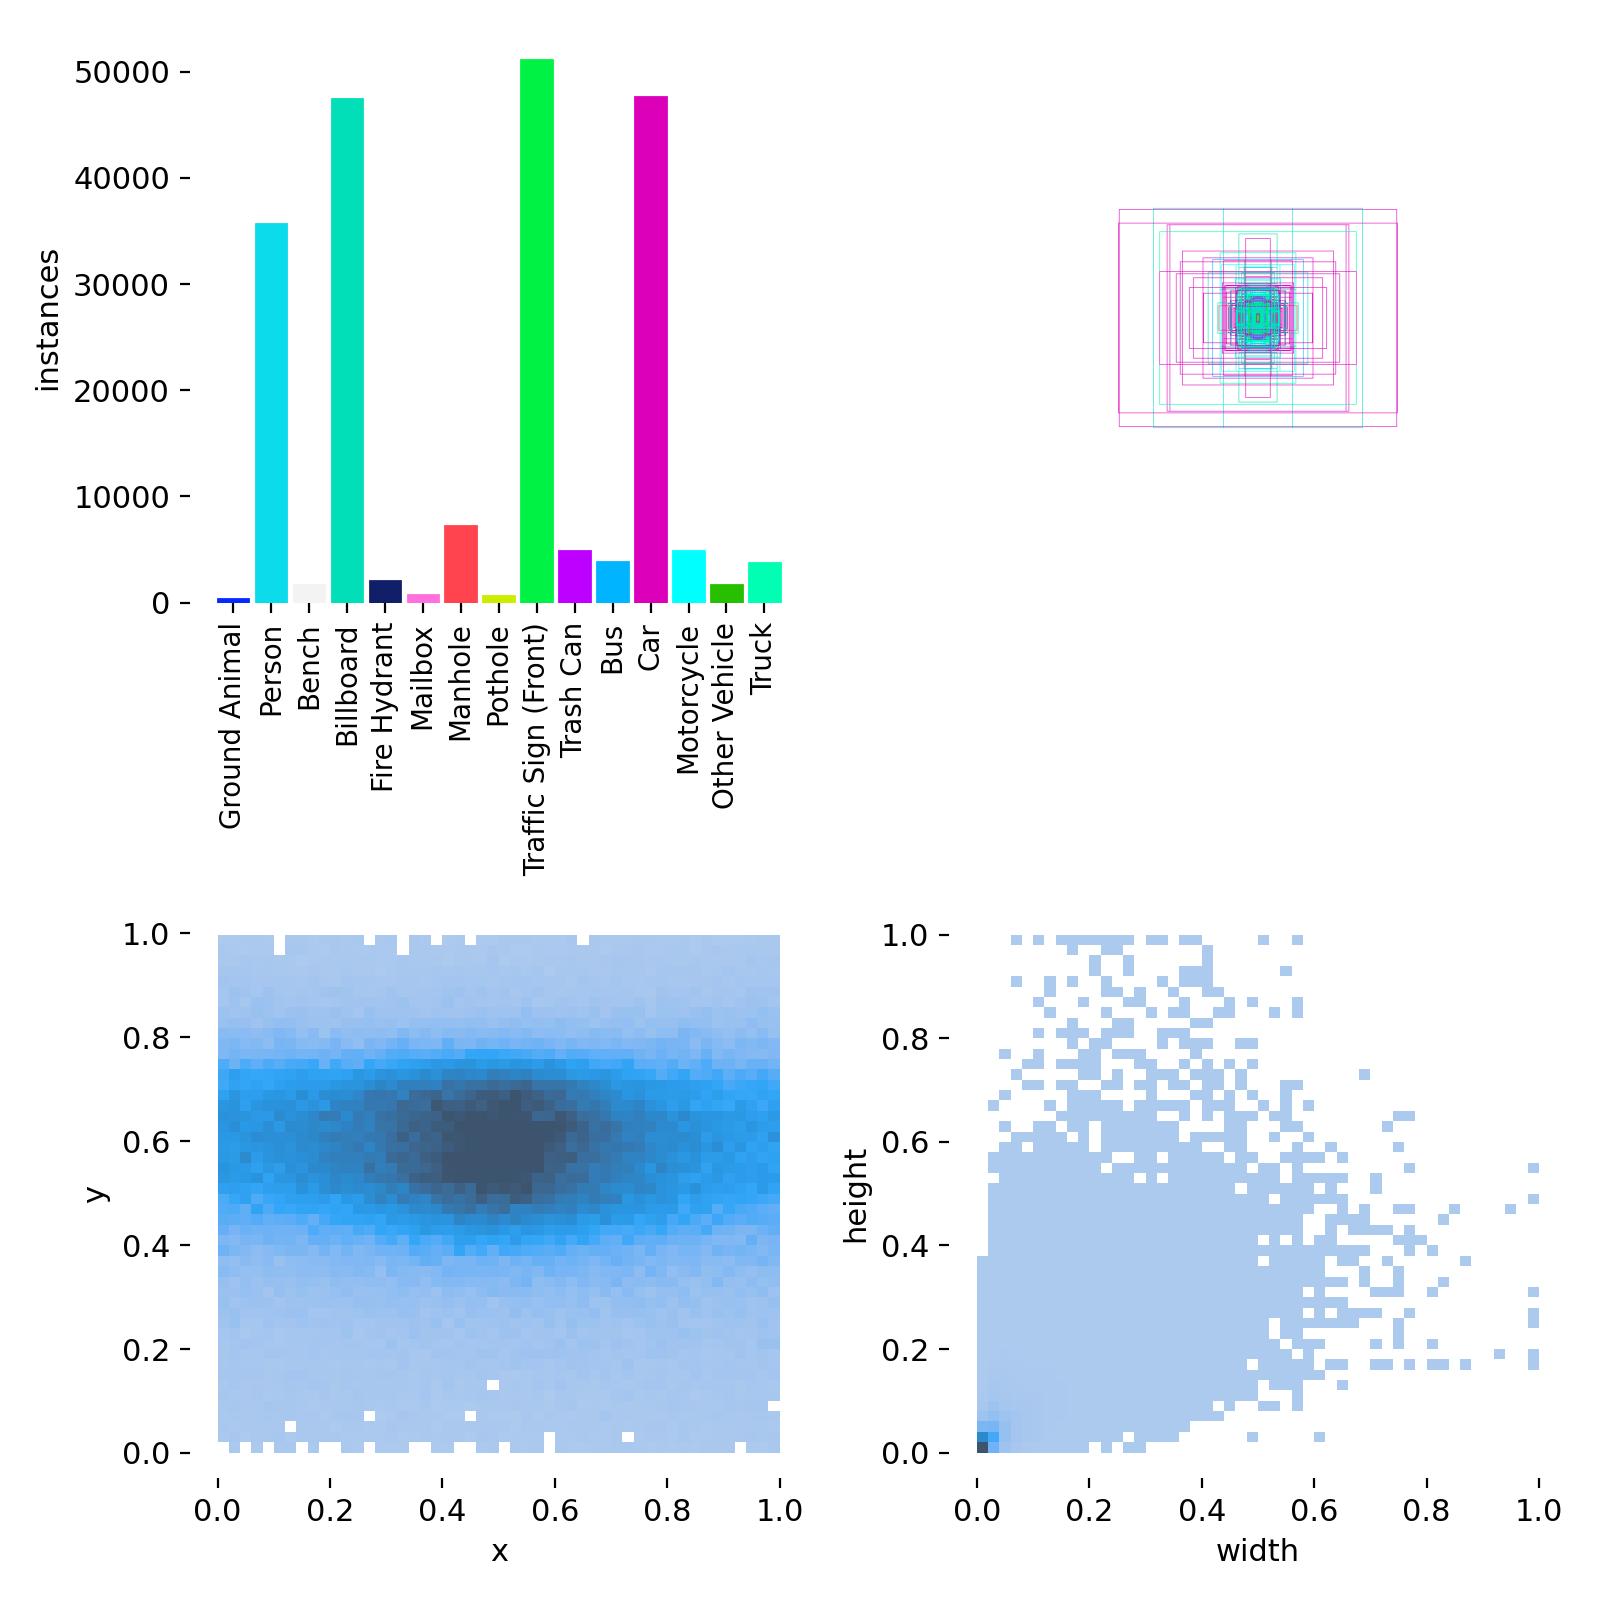 50000
40000
30000
20000
10000
0
instances
Ground Animal
Person
Bench
Billboard
Fire Hydrant
Mailbox
Manhole
Pothole
Traffic Sign (Front)
Trash Can
Bus
Car
Motorcycle
Other Vehicle
Truck
1.0
0.8
0.6
0.4
0.2
0.0
y
0.0 0.2 0.4 0.6 0.8 1.0
x
1.0
0.8
0.6
0.4
0.2
0.0
height
0.0 0.2 0.4 0.6 0.8 1.0
width